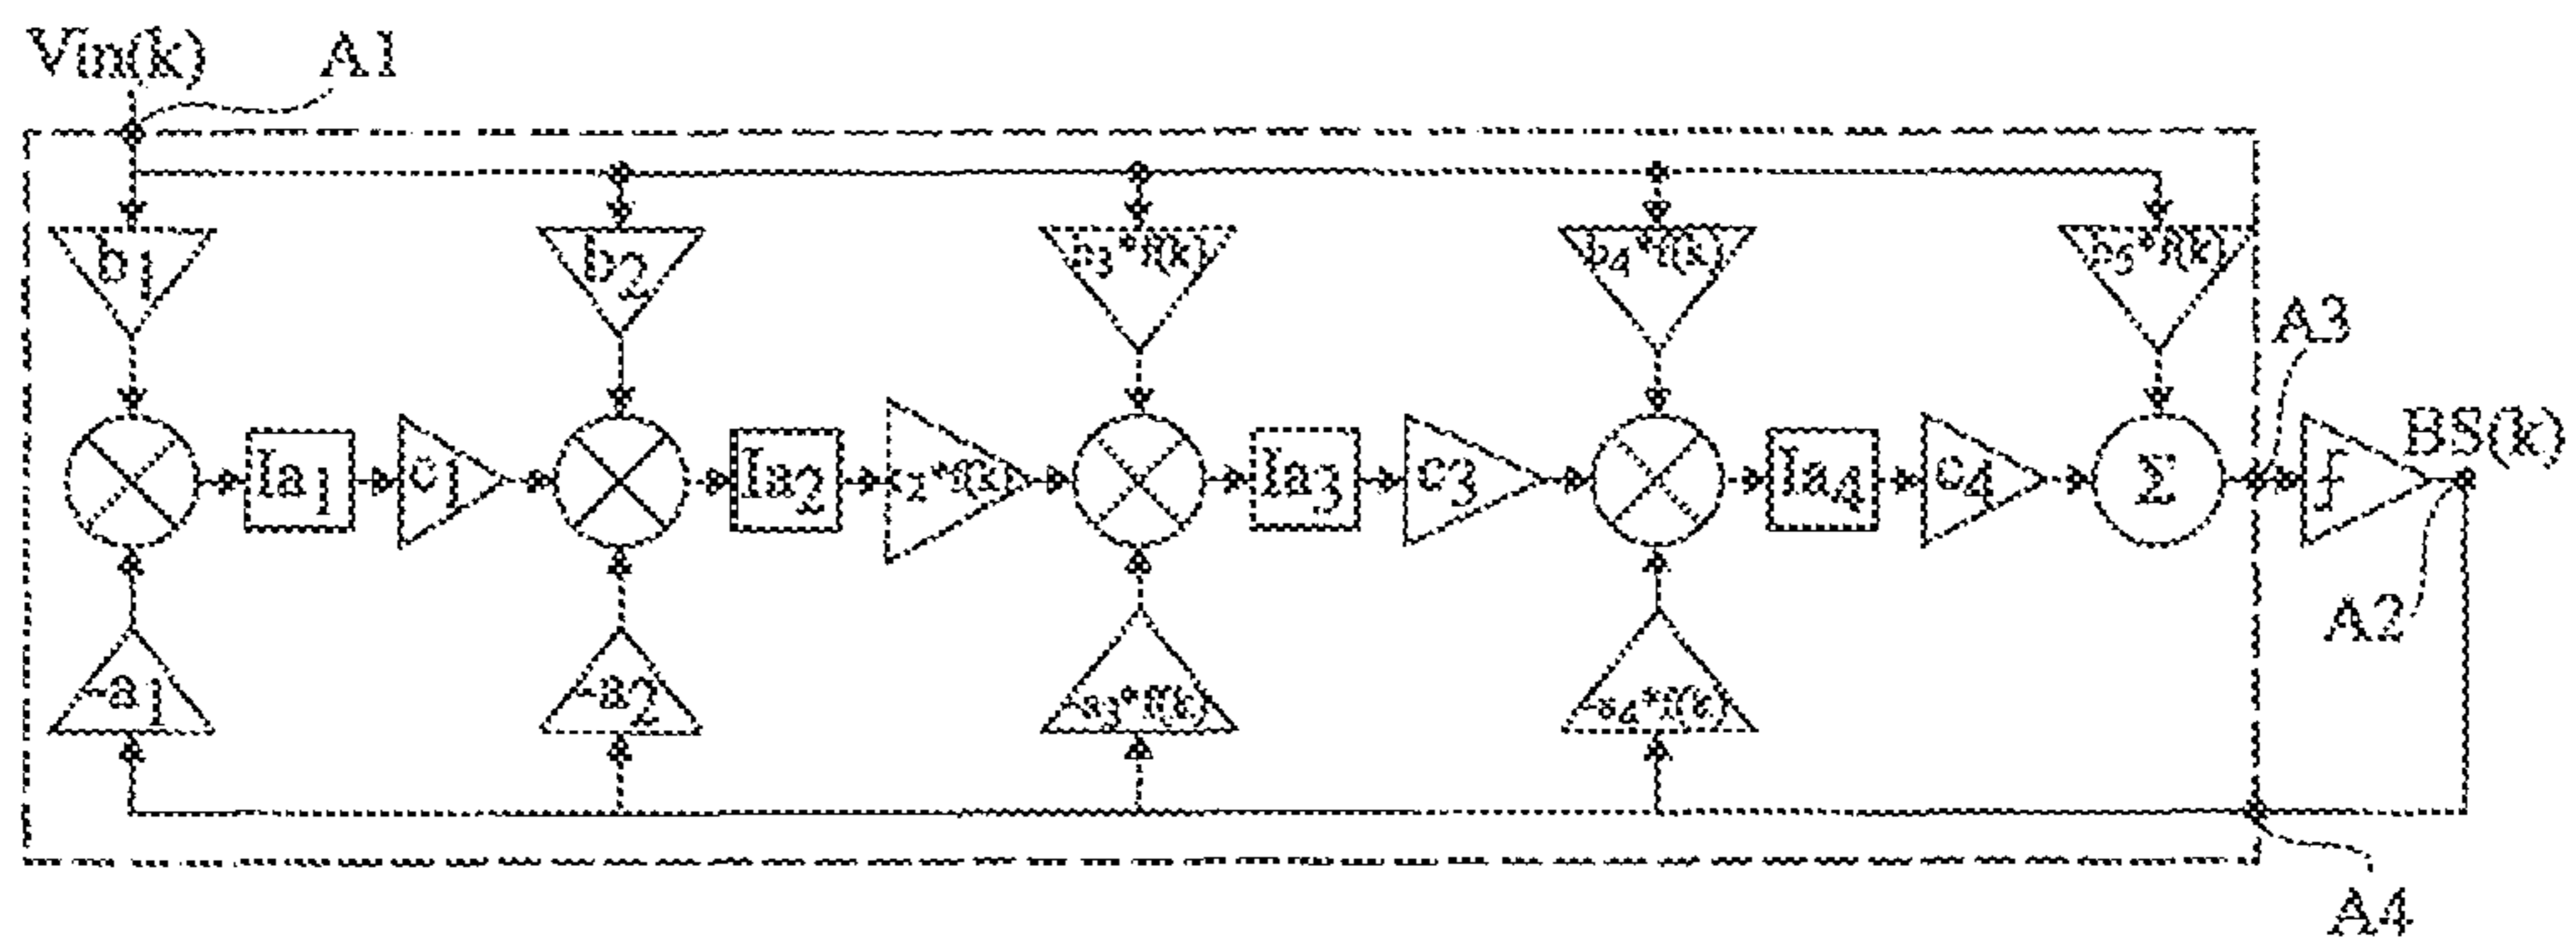 Vin(k) A1
b1 b2 b3*f(k) b4*f(k) b5*f(k)
A3
BS(k)
Ia1 c1 Ia2 c2*f(k) Ia3 c3 Ia4 c4 Σ
A2
-a1 -a2 -a3*f(k) -a4*f(k)
A4